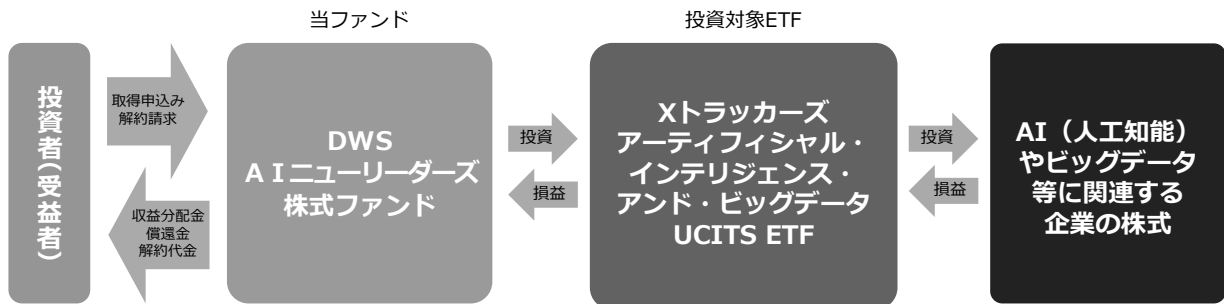 当ファンド
投資対象ETF
投資者(受益者)
取得申込み
解約請求
収益分配金
償還金
解約代金
DWS
ＡＩニューリーダーズ
株式ファンド
投資
損益
Xトラッカーズ
アーティフィシャル・
インテリジェンス・
アンド・ビッグデータ
UCITS ETF
投資
損益
AI（人工知能）
やビッグデータ
等に関連する
企業の株式